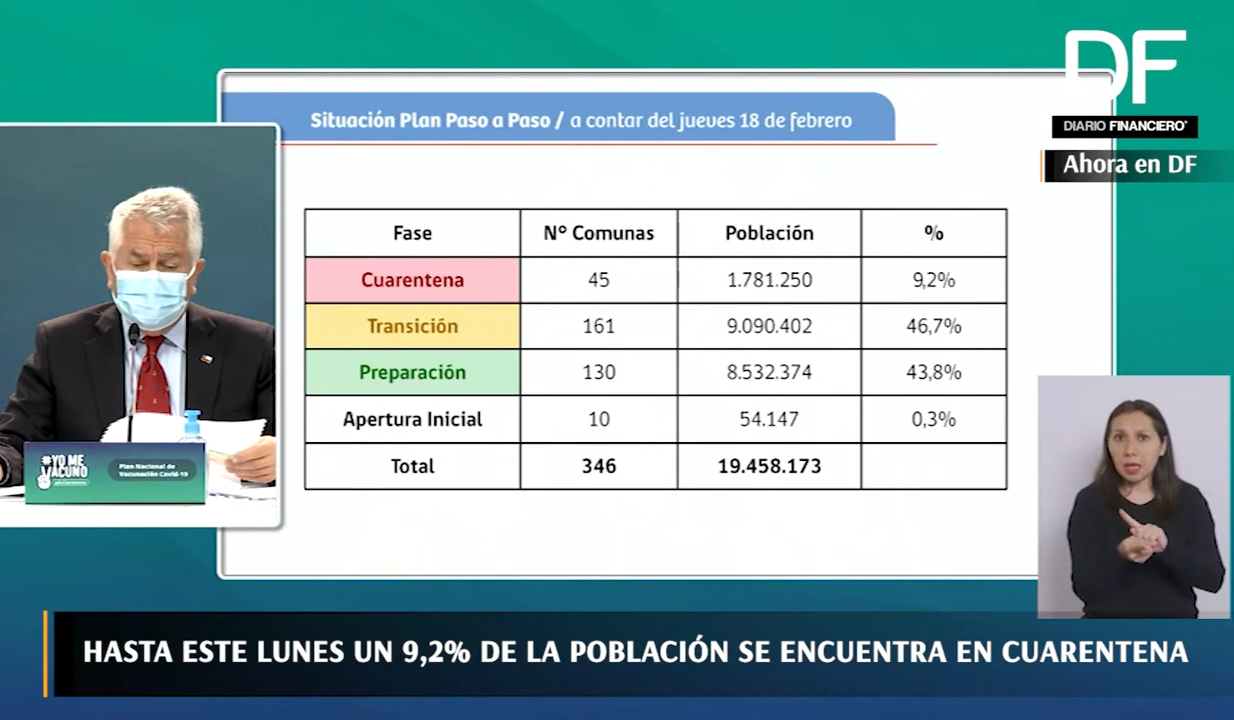 DF
DIARIO FINANCIERO
Ahora en DF
Situación Plan Paso a Paso / a contar del jueves 18 de febrero
Fase N° Comunas Población %
Cuarentena 45 1.781.250 9,2%
Transición 161 9.090.402 46,7%
Preparación 130 8.532.374 43,8%
Apertura Inicial 10 54.147 0,3%
Total 346 19.458.173
#YO ME
VACUNO
Plan Nacional de
Vacunación Covid-19
HASTA ESTE LUNES UN 9,2% DE LA POBLACIÓN SE ENCUENTRA EN CUARENTENA